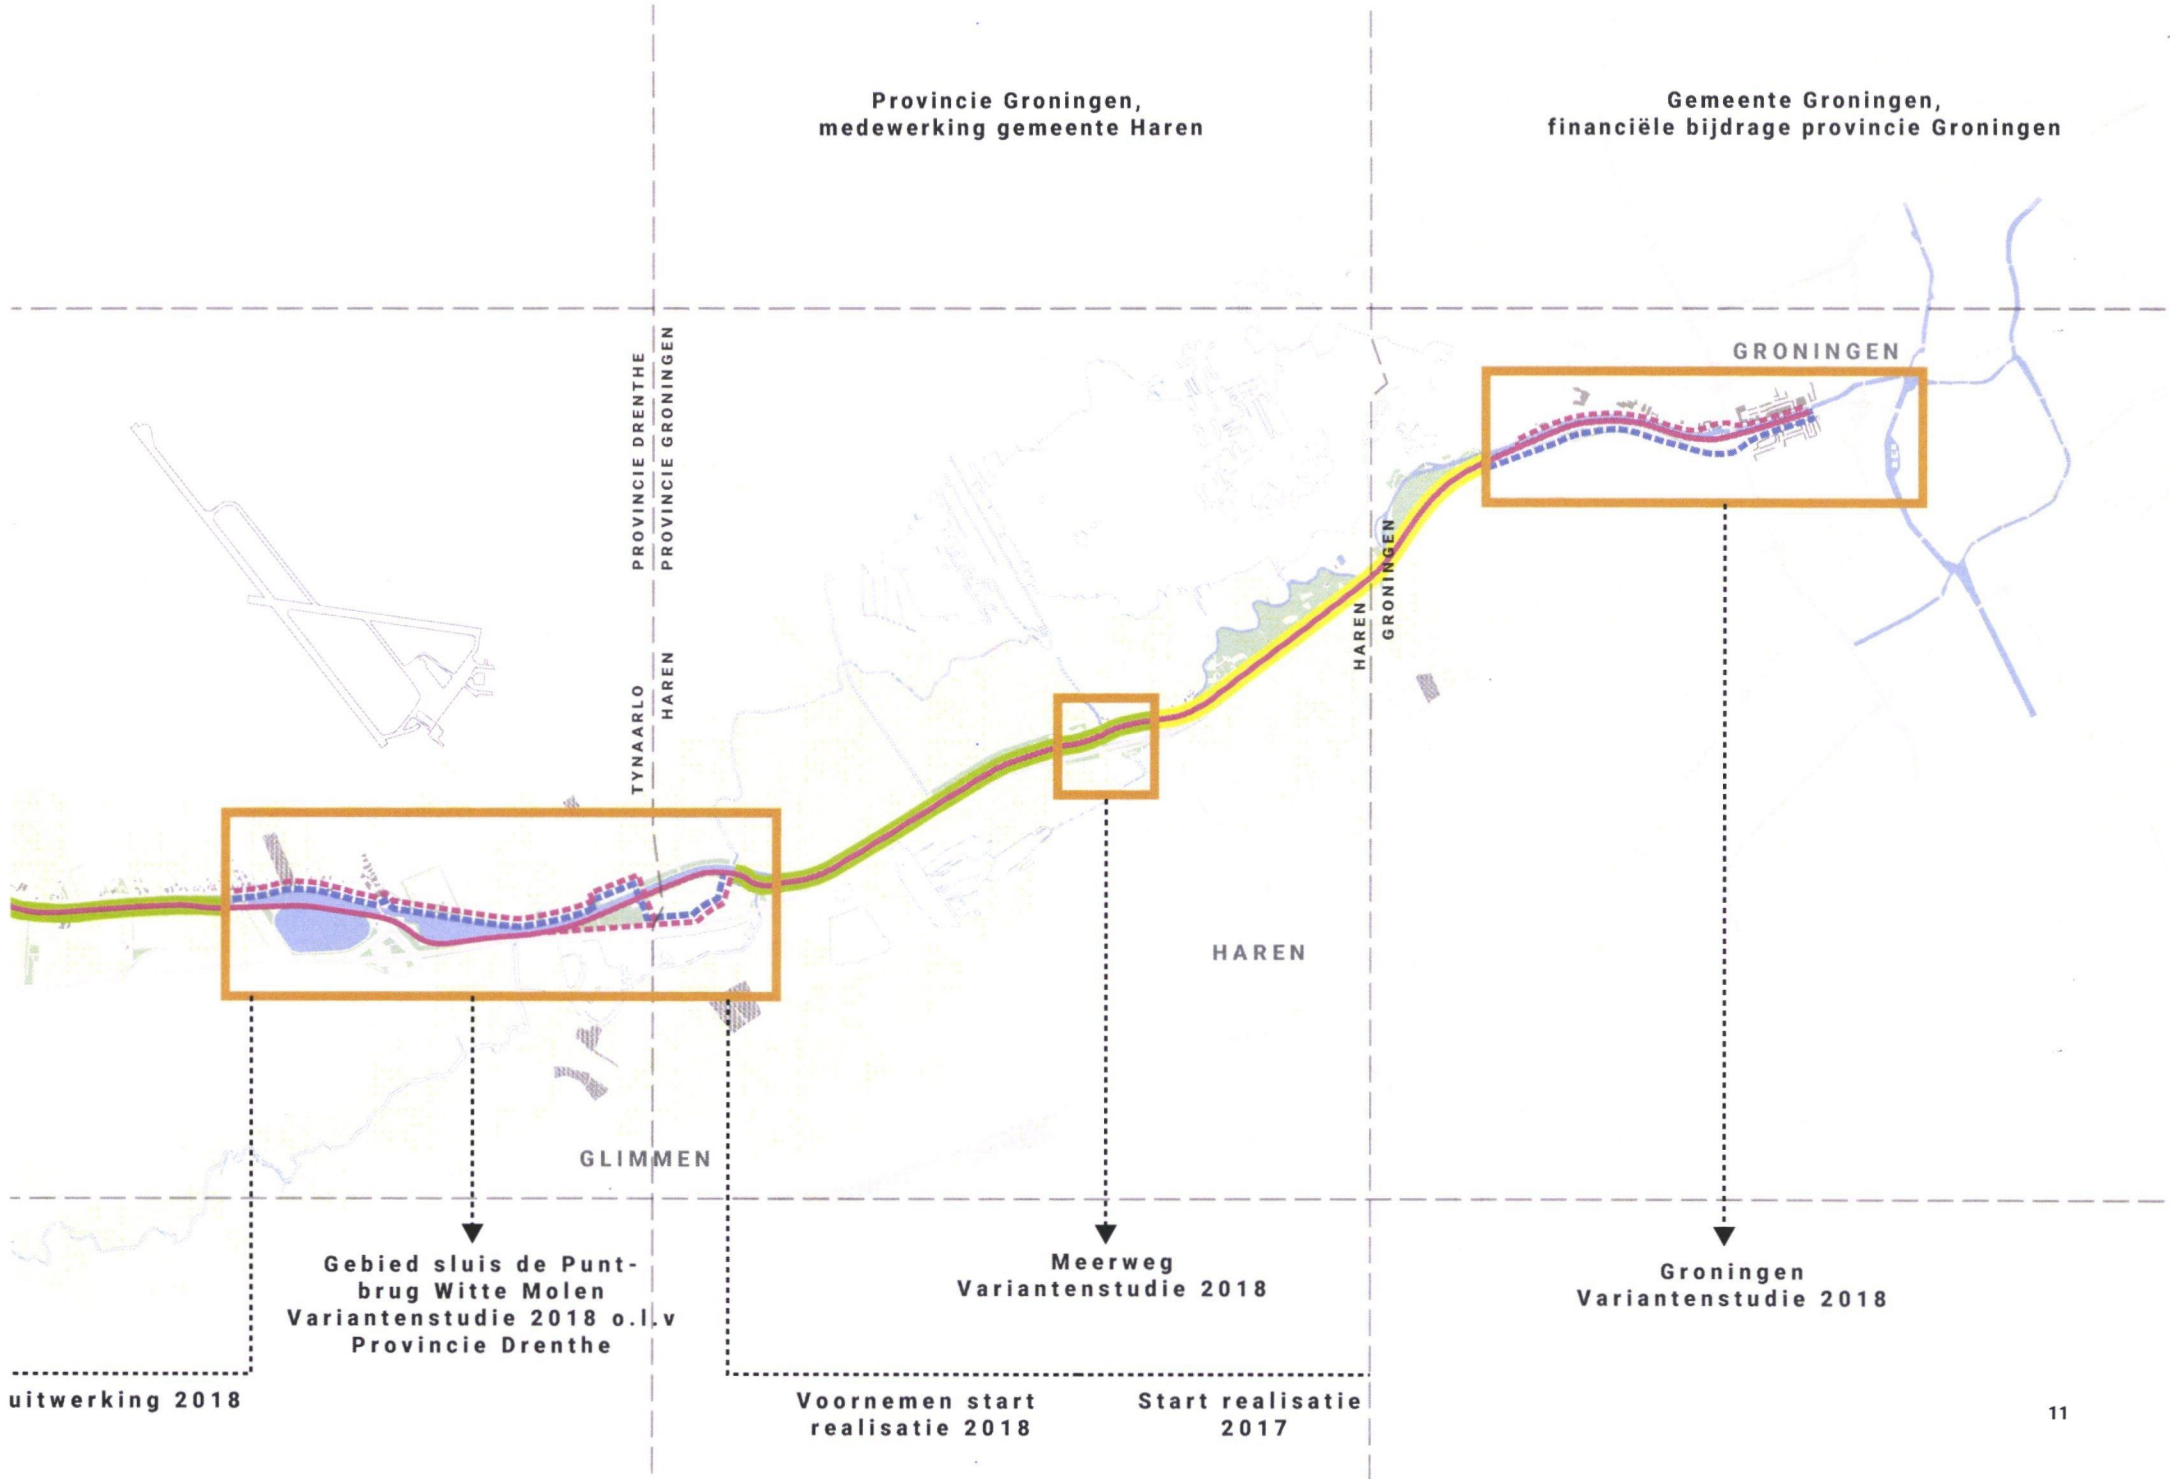 Provincie Groningen,
medewerking gemeente Haren
Gemeente Groningen,
financiële bijdrage provincie Groningen
PROVINCIE DRENTHE
PROVINCIE GRONINGEN
TYNAARLO
HAREN
HAREN
GRONINGEN
GRONINGEN
HAREN
GLIMMEN
Gebied sluis de Punt-
brug Witte Molen
Variantenstudie 2018 o.l.v
Provincie Drenthe
Meerweg
Variantenstudie 2018
Groningen
Variantenstudie 2018
uitwerking 2018
Voornemen start
realisatie 2018
Start realisatie
2017
11